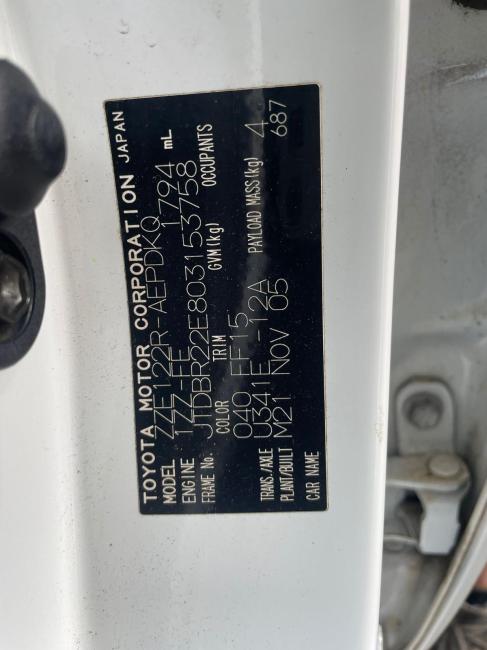 TOYOTA MOTOR CORPORATION JAPAN
MODEL ZZE122R-AEPDKQ
ENGINE 1ZZ-FE 1794 mL
FRAME No. JTDBR22E803153758
COLOR TRIM GVM(kg) OCCUPANTS
040 FF15 4
TRANS./AXLE U341E -12A PAYLOAD MASS(kg) 687
PLANT/BUILT M21 NOV 05
CAR NAME